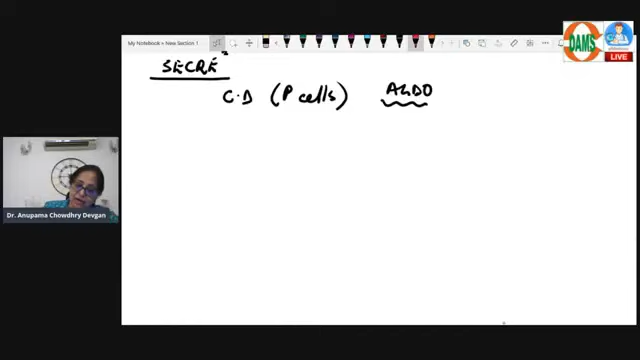 My Notebook » New Section 1
SECRE
C.D (P cells) ALDO
DAMS
LIVE
Dr. Anupama Chowdhry Devgan